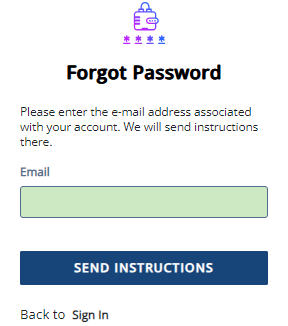 * * * *
Forgot Password
Please enter the e-mail address associated
with your account. We will send instructions
there.
Email
SEND INSTRUCTIONS
Back to Sign In